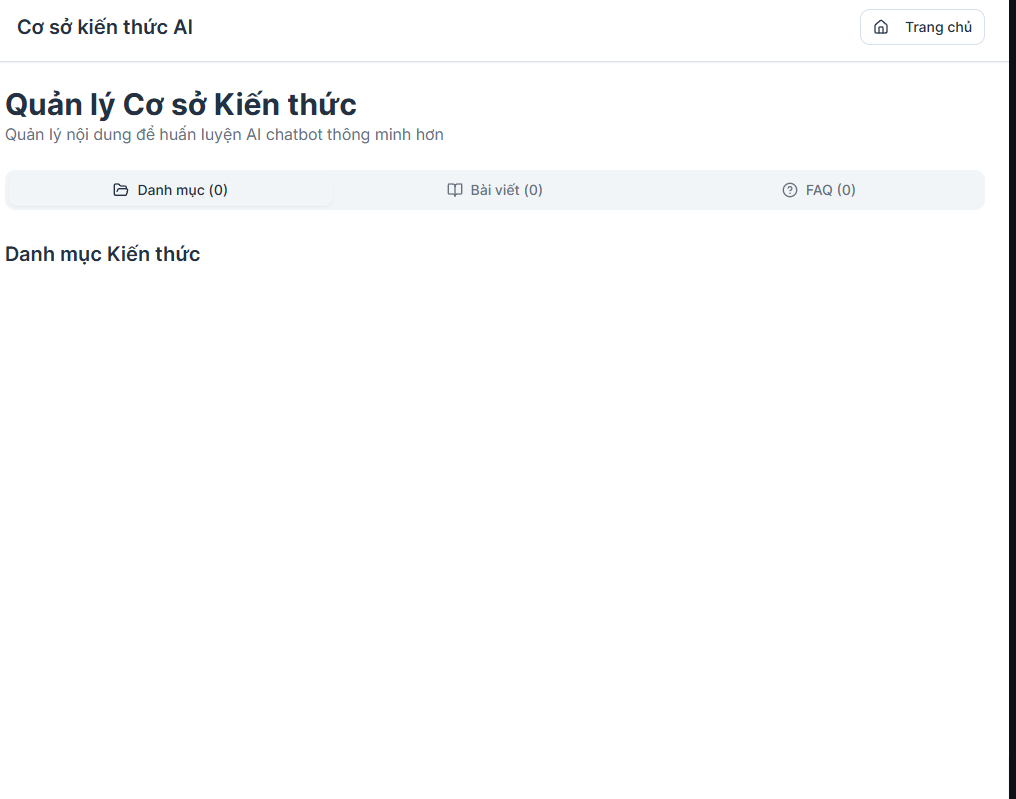 Cơ sở kiến thức AI
Trang chủ
Quản lý Cơ sở Kiến thức
Quản lý nội dung để huấn luyện AI chatbot thông minh hơn
Danh mục (0)
Bài viết (0)
FAQ (0)
Danh mục Kiến thức